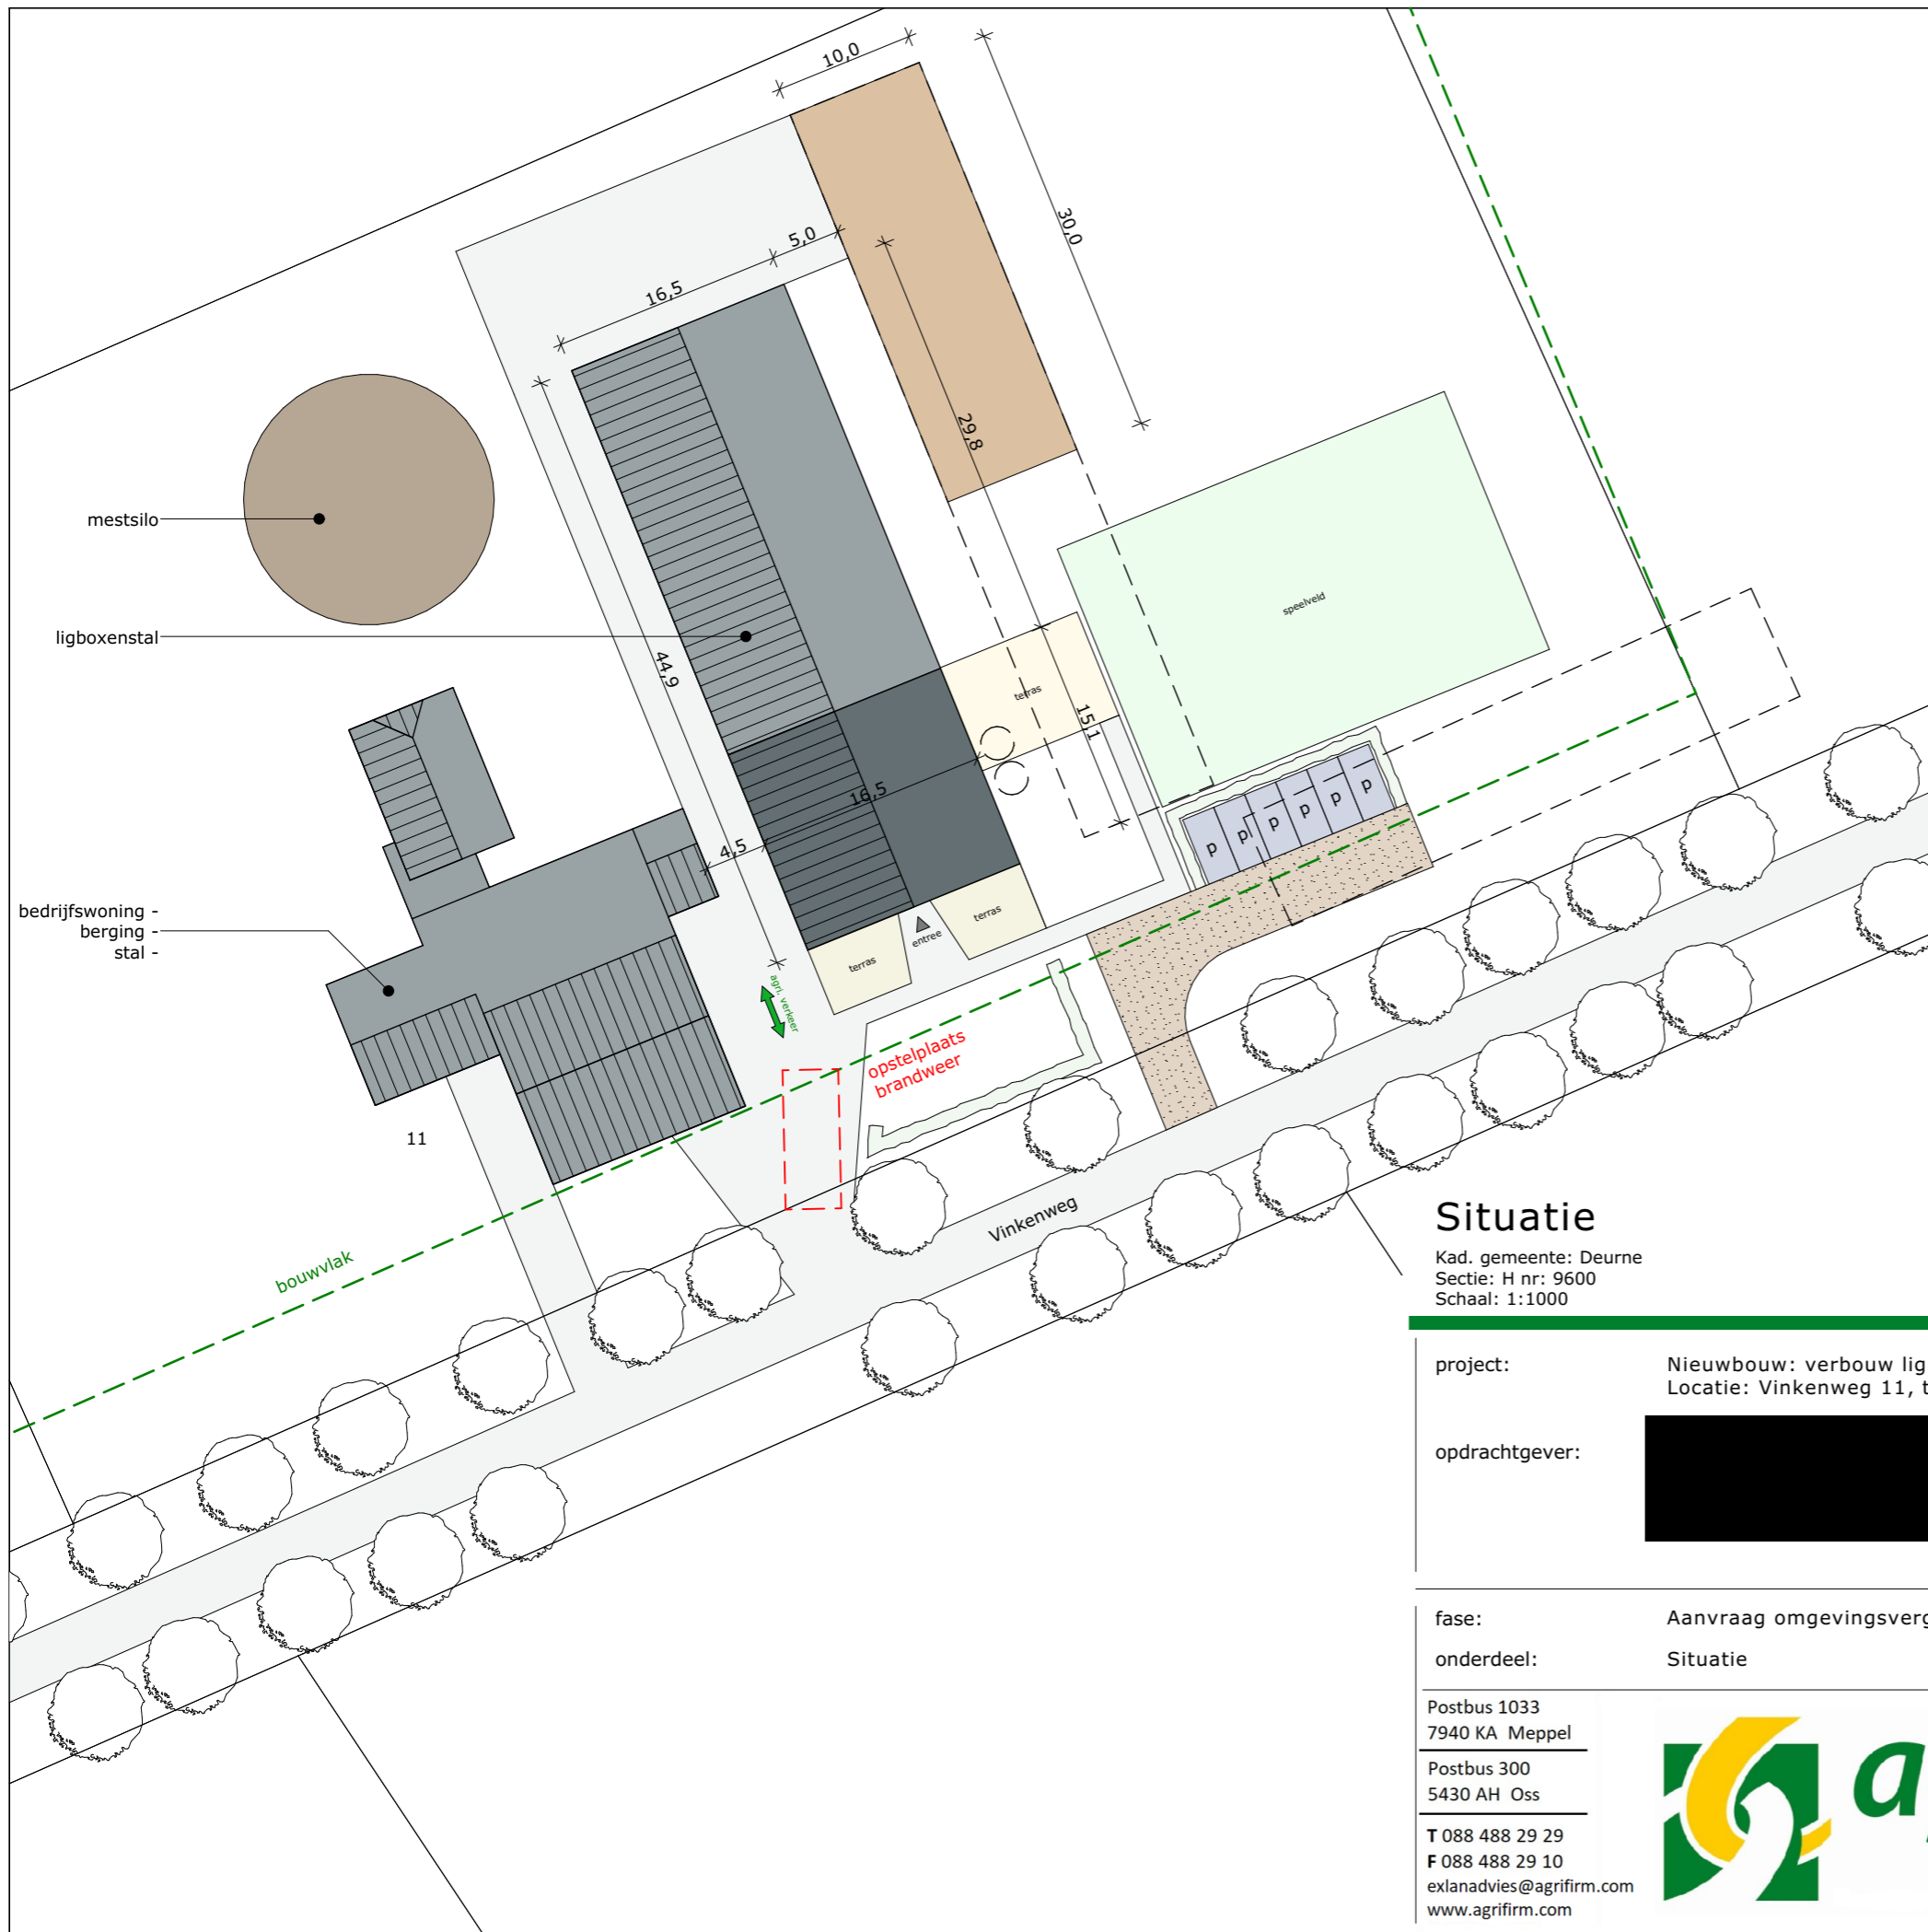 10,0
30,0
5,0
16,5
29,8
mestsilo
speelveld
ligboxenstal
44,9
terras
15,1
16,5
p p p p p p
4,5
bedrijfswoning -
berging -
stal -
terras
entree
terras
agri. verkeer
opstelplaats
brandweer
11
Vinkenweg
bouwvlak
Situatie
Kad. gemeente: Deurne
Sectie: H nr: 9600
Schaal: 1:1000
project: Nieuwbouw: verbouw lig
Locatie: Vinkenweg 11, t
opdrachtgever:
fase: Aanvraag omgevingsverg
onderdeel: Situatie
Postbus 1033
7940 KA Meppel
Postbus 300
5430 AH Oss
T 088 488 29 29
F 088 488 29 10
exlanadvies@agrifirm.com
www.agrifirm.com
a